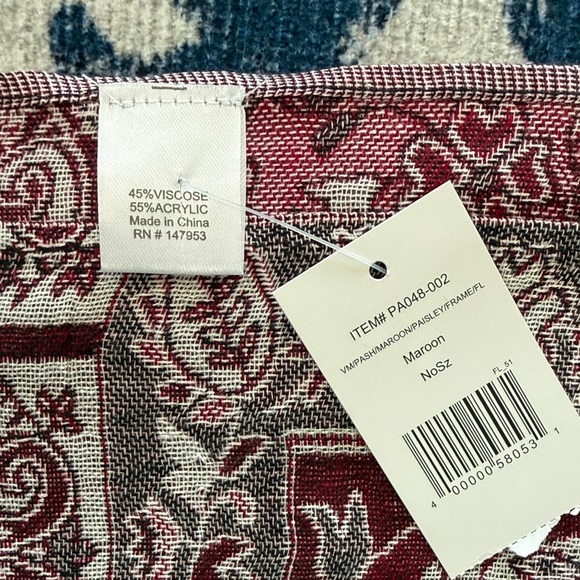 45%VISCOSE
55%ACRYLIC
Made in China
RN # 147953
ITEM# PA048-002
VM/PASH/MAROON/PAISLEY/FRAME/FL
Maroon
NoSz
FL_51
4 00000 58053 1